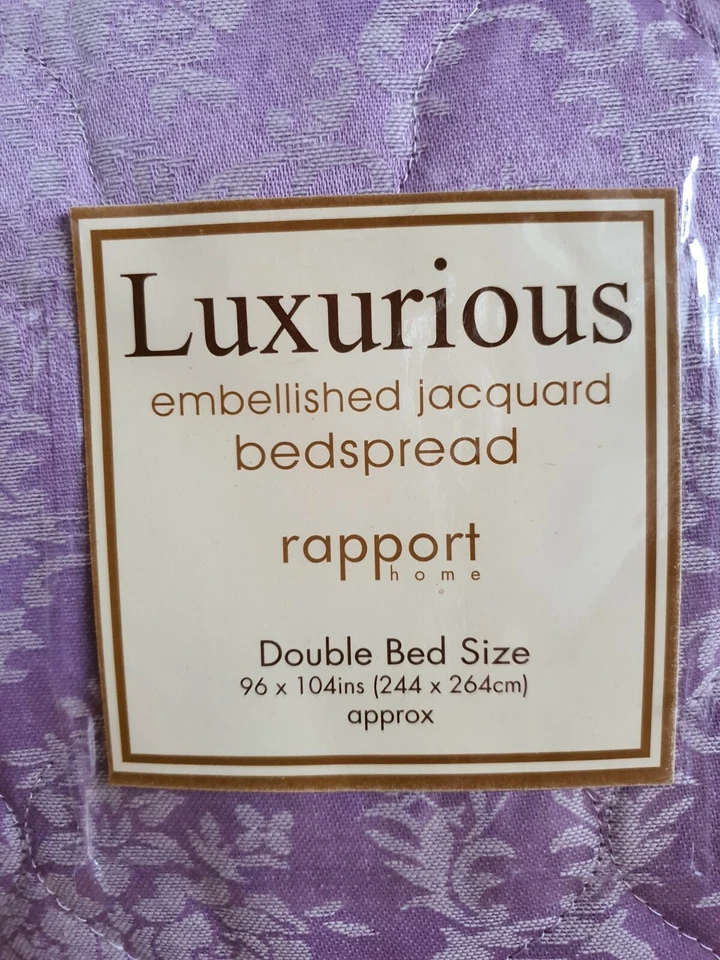 Luxurious
embellished jacquard
bedspread
rapport
home
Double Bed Size
96 x 104ins (244 x 264cm)
approx